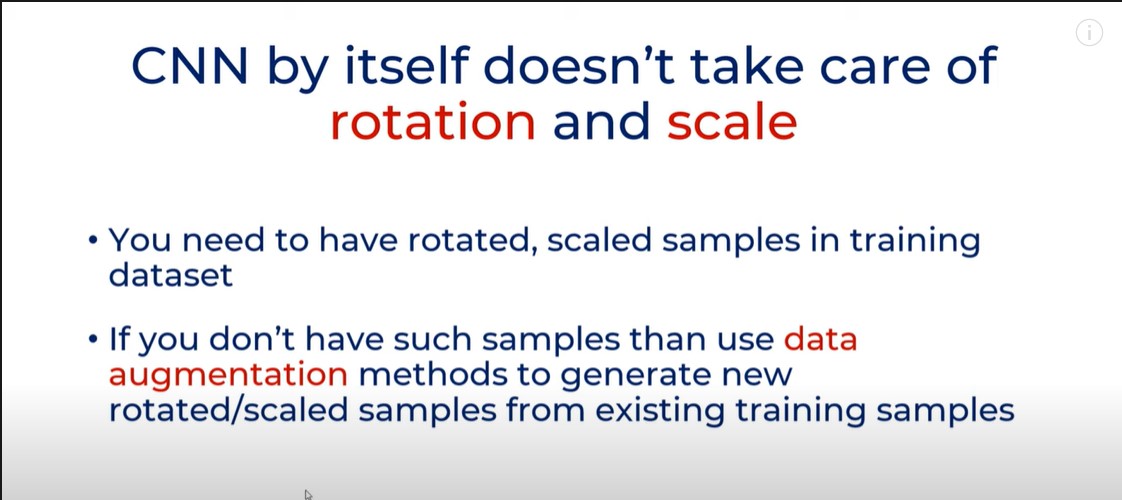 CNN by itself doesn't take care of
rotation and scale
• You need to have rotated, scaled samples in training
dataset
• If you don't have such samples than use data
augmentation methods to generate new
rotated/scaled samples from existing training samples